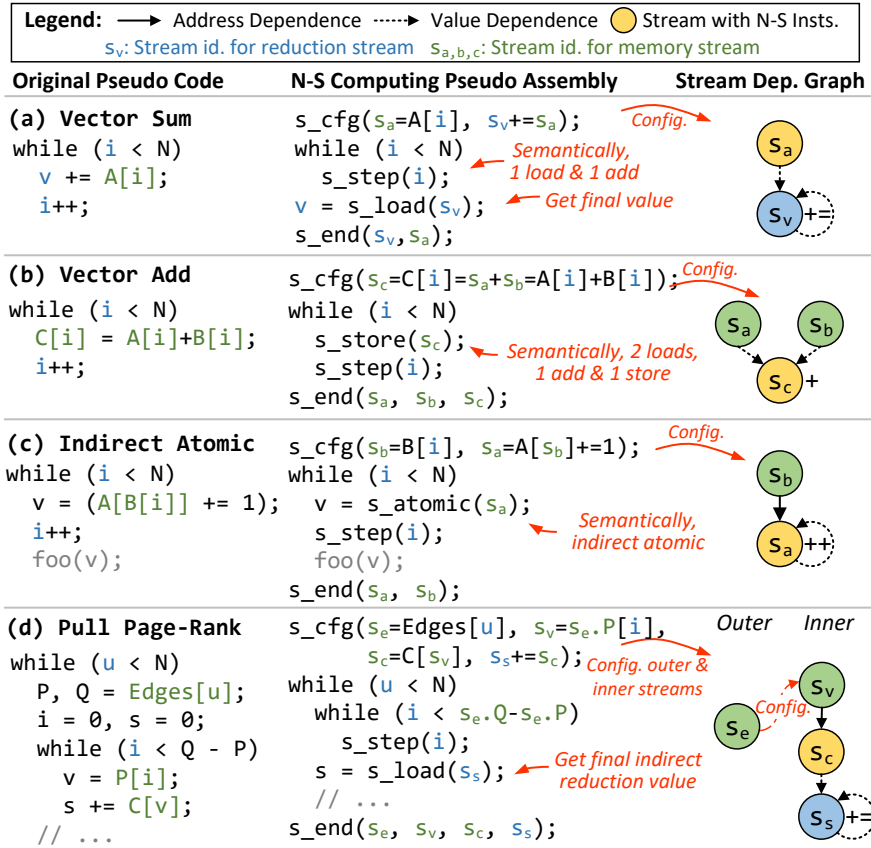 Legend: Address Dependence Value Dependence Stream with N-S Insts.
sv: Stream id. for reduction stream sa,b,c: Stream id. for memory stream
Original Pseudo Code N-S Computing Pseudo Assembly Stream Dep. Graph
(a) Vector Sum
while (i < N)
v += A[i];
i++;
s_cfg(sa=A[i], sv+=sa);
while (i < N)
s_step(i);
v = s_load(sv);
s_end(sv,sa);
Config.
Semantically,
1 load & 1 add
Get final value
sa
sv +=
(b) Vector Add
while (i < N)
C[i] = A[i]+B[i];
i++;
s_cfg(sc=C[i]=sa+sb=A[i]+B[i]);
while (i < N)
s_store(sc);
s_step(i);
s_end(sa, sb, sc);
Config.
Semantically, 2 loads,
1 add & 1 store
sa sb
sc +
(c) Indirect Atomic
while (i < N)
v = (A[B[i]] += 1);
i++;
foo(v);
s_cfg(sb=B[i], sa=A[sb]+=1);
while (i < N)
v = s_atomic(sa);
s_step(i);
foo(v);
s_end(sa, sb);
Config.
Semantically,
indirect atomic
sb
sa ++
(d) Pull Page-Rank
while (u < N)
P, Q = Edges[u];
i = 0, s = 0;
while (i < Q - P)
v = P[i];
s += C[v];
// ...
s_cfg(se=Edges[u], sv=se.P[i],
sc=C[sv], ss+=sc);
while (u < N)
while (i < se.Q-se.P)
s_step(i);
s = s_load(ss);
// ...
s_end(se, sv, sc, ss);
Config. outer &
inner streams
Get final indirect
reduction value
Outer Inner
sv
Config.
se
sc
ss +=